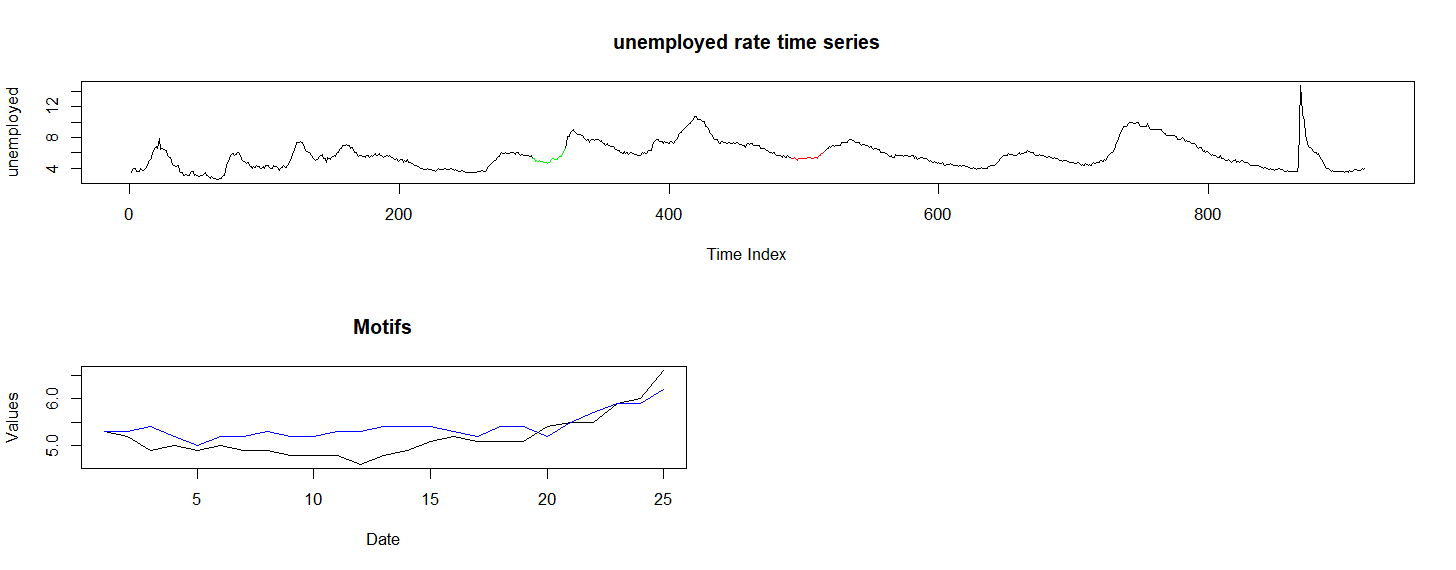 unemployed rate time series
unemployed
12
8
4
0 200 400 600 800
Time Index
Motifs
Values
6.0
5.0
5 10 15 20 25
Date